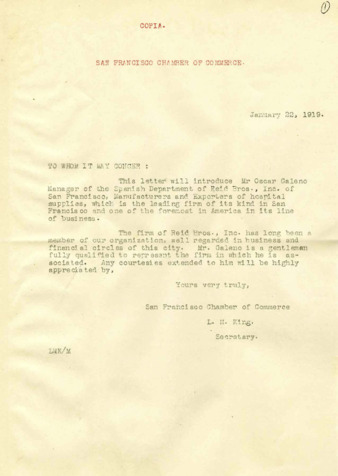 1
COPIA.
SAN FRANCISCO CHAMBER OF COMMERCE.
January 22, 1919.
TO WHOM IT MAY CONCER :
This letter will introduce Mr Oscar Galeno
Manager of the Spanish Department of Reid Bros., Inc. of
San Francisco, Manufacturers and Exporters of hospital
supplies, which is the leading firm of its kind in San
Francisco and one of the foremost in America in its line
of business.
The firm of Reid Bros., Inc. has long been a
member of our organization, well regarded in business and
financial circles of this city. Mr. Galeno is a gentleman
fully qualified to represent the firm in which he is as-
sociated. Any courtesies extended to him will be highly
appreciated by,
Yours very truly,
San Francisco Chamber of Commerce
L. M. King.
Secretary.
LMK/M